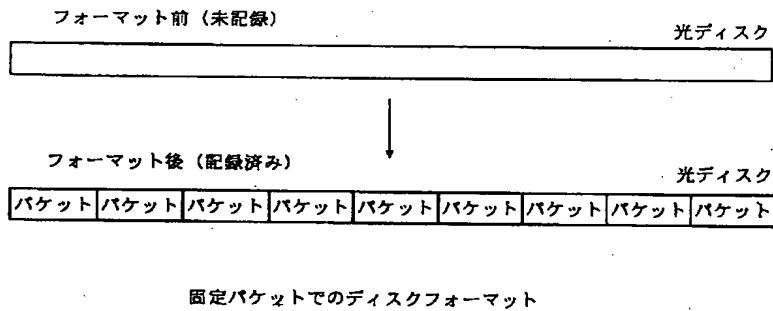 フォーマット前（未記録）
光ディスク
フォーマット後（記録済み）
光ディスク
パケット パケット パケット パケット パケット パケット パケット パケット パケット
固定パケットでのディスクフォーマット